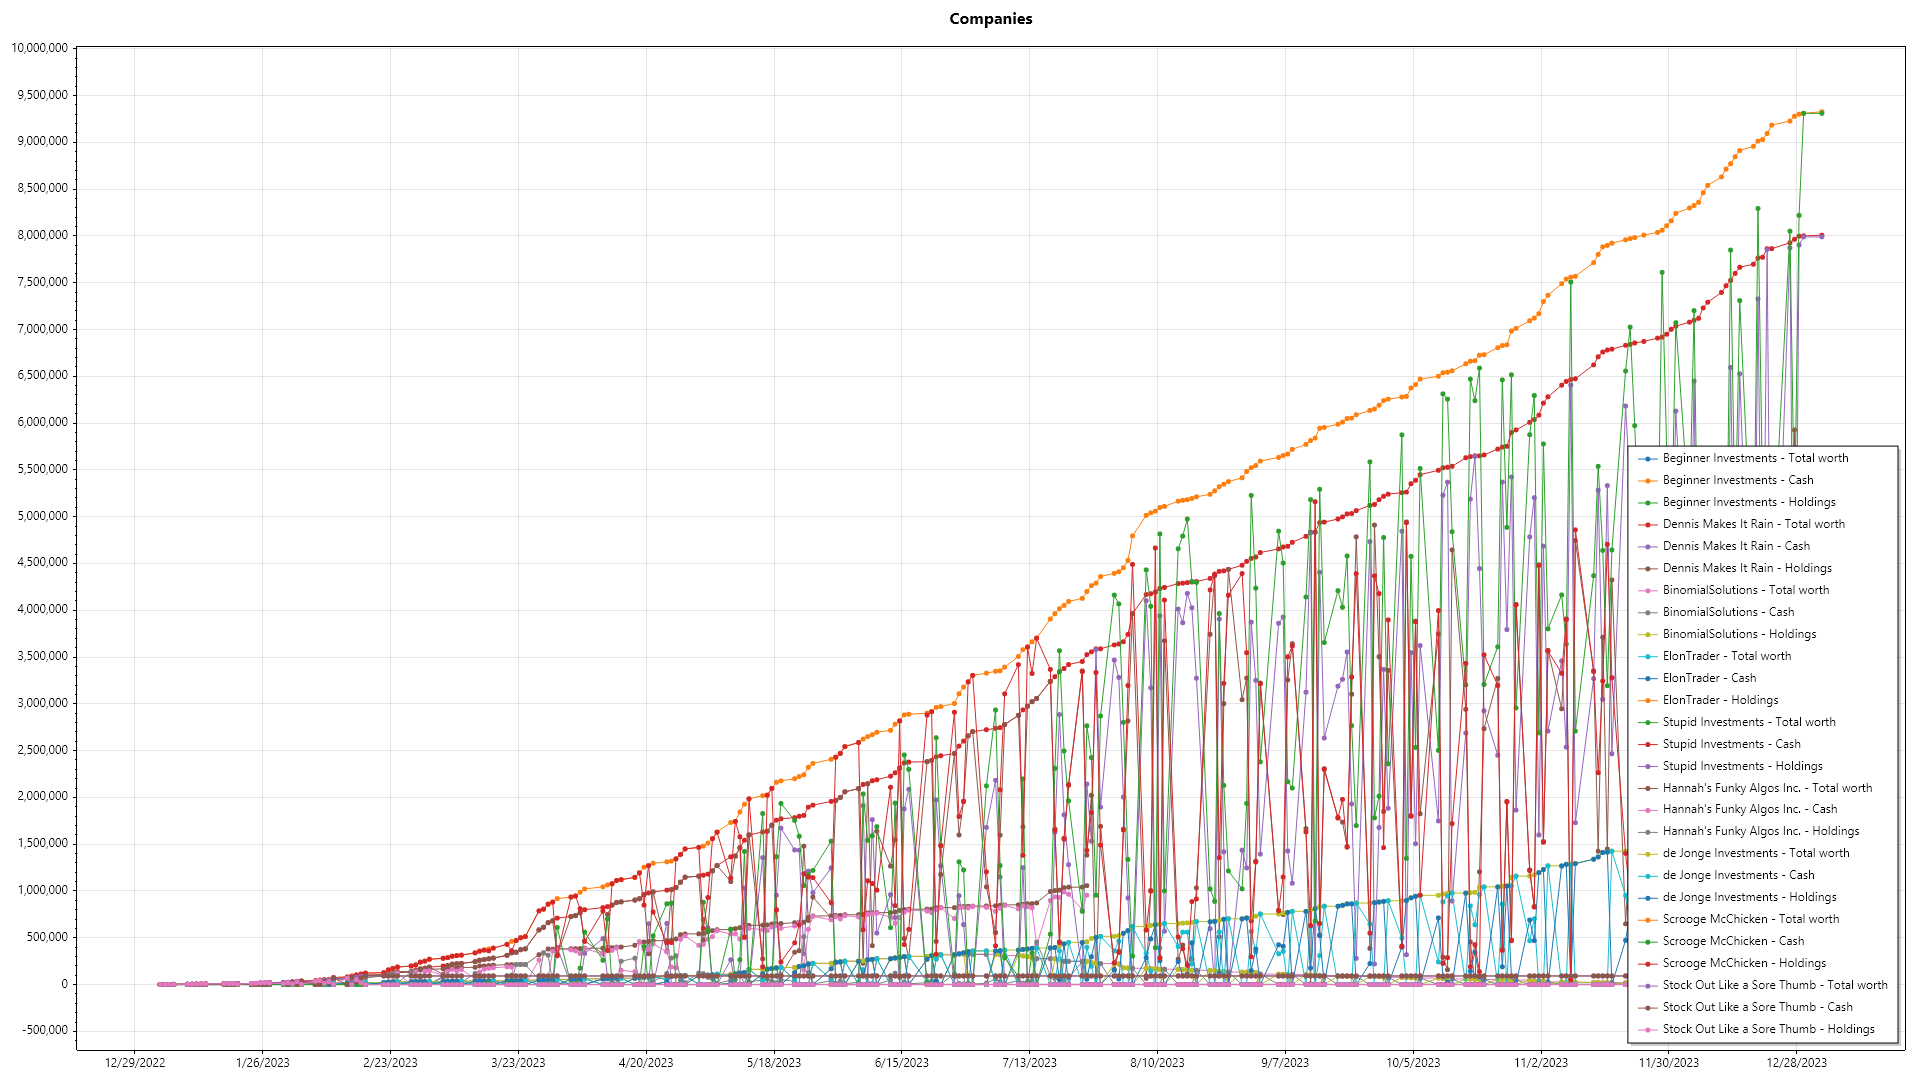 Companies
10,000,000
9,500,000
9,000,000
8,500,000
8,000,000
7,500,000
7,000,000
6,500,000
6,000,000
5,500,000
5,000,000
4,500,000
4,000,000
3,500,000
3,000,000
2,500,000
2,000,000
1,500,000
1,000,000
500,000
0
-500,000
Beginner Investments - Total worth
Beginner Investments - Cash
Beginner Investments - Holdings
Dennis Makes It Rain - Total worth
Dennis Makes It Rain - Cash
Dennis Makes It Rain - Holdings
BinomialSolutions - Total worth
BinomialSolutions - Cash
BinomialSolutions - Holdings
ElonTrader - Total worth
ElonTrader - Cash
ElonTrader - Holdings
Stupid Investments - Total worth
Stupid Investments - Cash
Stupid Investments - Holdings
Hannah's Funky Algos Inc. - Total worth
Hannah's Funky Algos Inc. - Cash
Hannah's Funky Algos Inc. - Holdings
de Jonge Investments - Total worth
de Jonge Investments - Cash
de Jonge Investments - Holdings
Scrooge McChicken - Total worth
Scrooge McChicken - Cash
Scrooge McChicken - Holdings
Stock Out Like a Sore Thumb - Total worth
Stock Out Like a Sore Thumb - Cash
Stock Out Like a Sore Thumb - Holdings
12/29/2022 1/26/2023 2/23/2023 3/23/2023 4/20/2023 5/18/2023 6/15/2023 7/13/2023 8/10/2023 9/7/2023 10/5/2023 11/2/2023 11/30/2023 12/28/2023